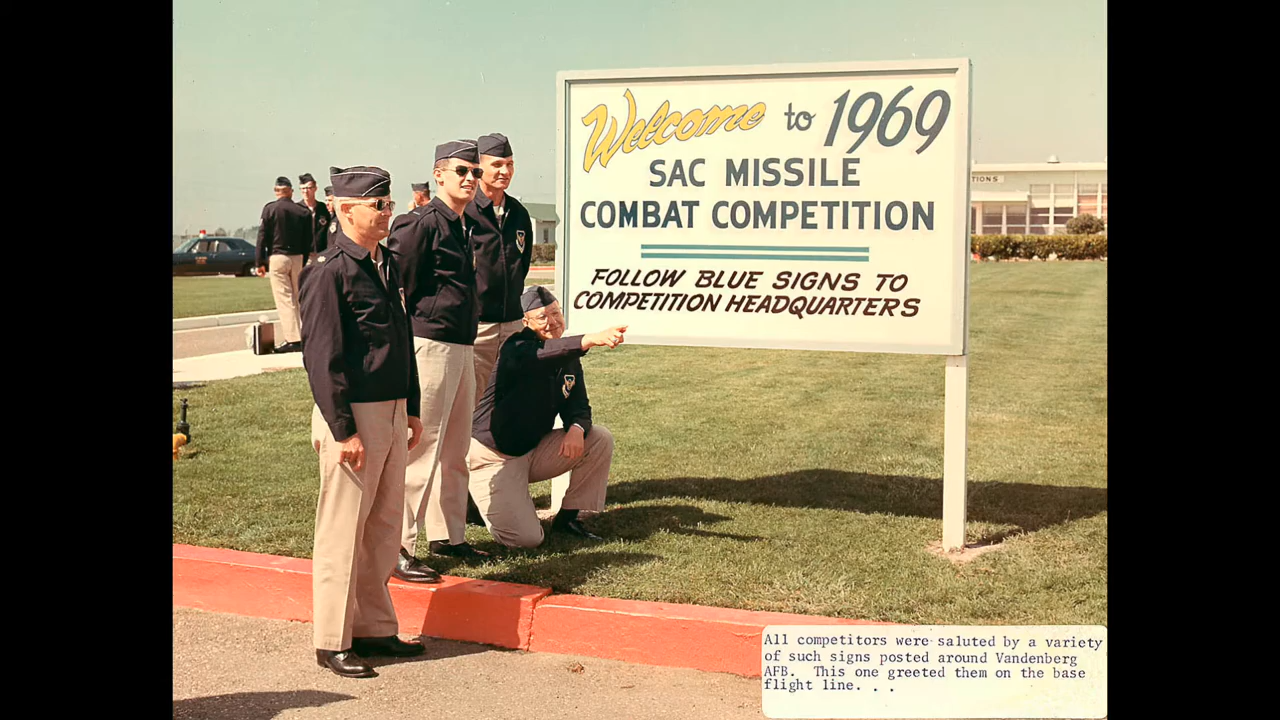 Welcome to 1969
SAC MISSILE
COMBAT COMPETITION
FOLLOW BLUE SIGNS TO
COMPETITION HEADQUARTERS
TIONS
All competitors were saluted by a variety
of such signs posted around Vandenberg
AFB. This one greeted them on the base
flight line. . .